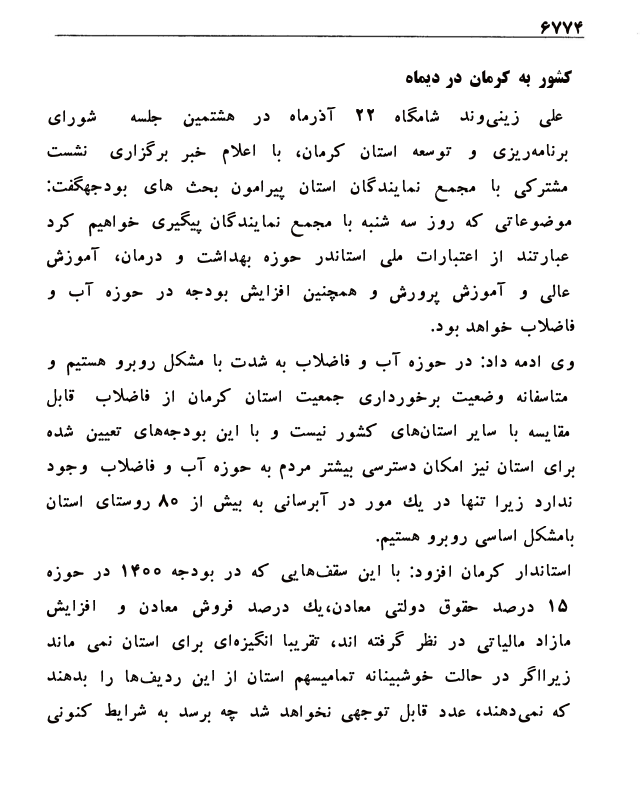 ۶۷۷۴
کشور به کرمان در دیماه
علی زینی‌وند شامگاه ۲۲ آذرماه در هشتمین جلسه شورای
برنامه‌ریزی و توسعه استان کرمان، با اعلام خبر برگزاری نشست
مشترکی با مجمع نمایندگان استان پیرامون بحث های بودجهگفت:
موضوعاتی که روز سه شنبه با مجمع نمایندگان پیگیری خواهیم کرد
عبارتند از اعتبارات ملی استاندر حوزه بهداشت و درمان، آموزش
عالی و آموزش پرورش و همچنین افزایش بودجه در حوزه آب و
فاضلاب خواهد بود.
وی ادمه داد: در حوزه آب و فاضلاب به شدت با مشکل روبرو هستیم و
متاسفانه وضعیت برخورداری جمعیت استان کرمان از فاضلاب قابل
مقایسه با سایر استان‌های کشور نیست و با این بودجه‌های تعیین شده
برای استان نیز امکان دسترسی بیشتر مردم به حوزه آب و فاضلاب وجود
ندارد زیرا تنها در یك مور در آبرسانی به بیش از ۸۰ روستای استان
بامشکل اساسی روبرو هستیم.
استاندار کرمان افزود: با این سقف‌هایی که در بودجه ۱۴۰۰ در حوزه
۱۵ درصد حقوق دولتی معادن،یك درصد فروش معادن و افزایش
مازاد مالیاتی در نظر گرفته اند، تقریبا انگیزه‌ای برای استان نمی ماند
زیرااگر در حالت خوشبینانه تمامیسهم استان از این ردیف‌ها را بدهند
که نمی‌دهند، عدد قابل توجهی نخواهد شد چه برسد به شرایط کنونی